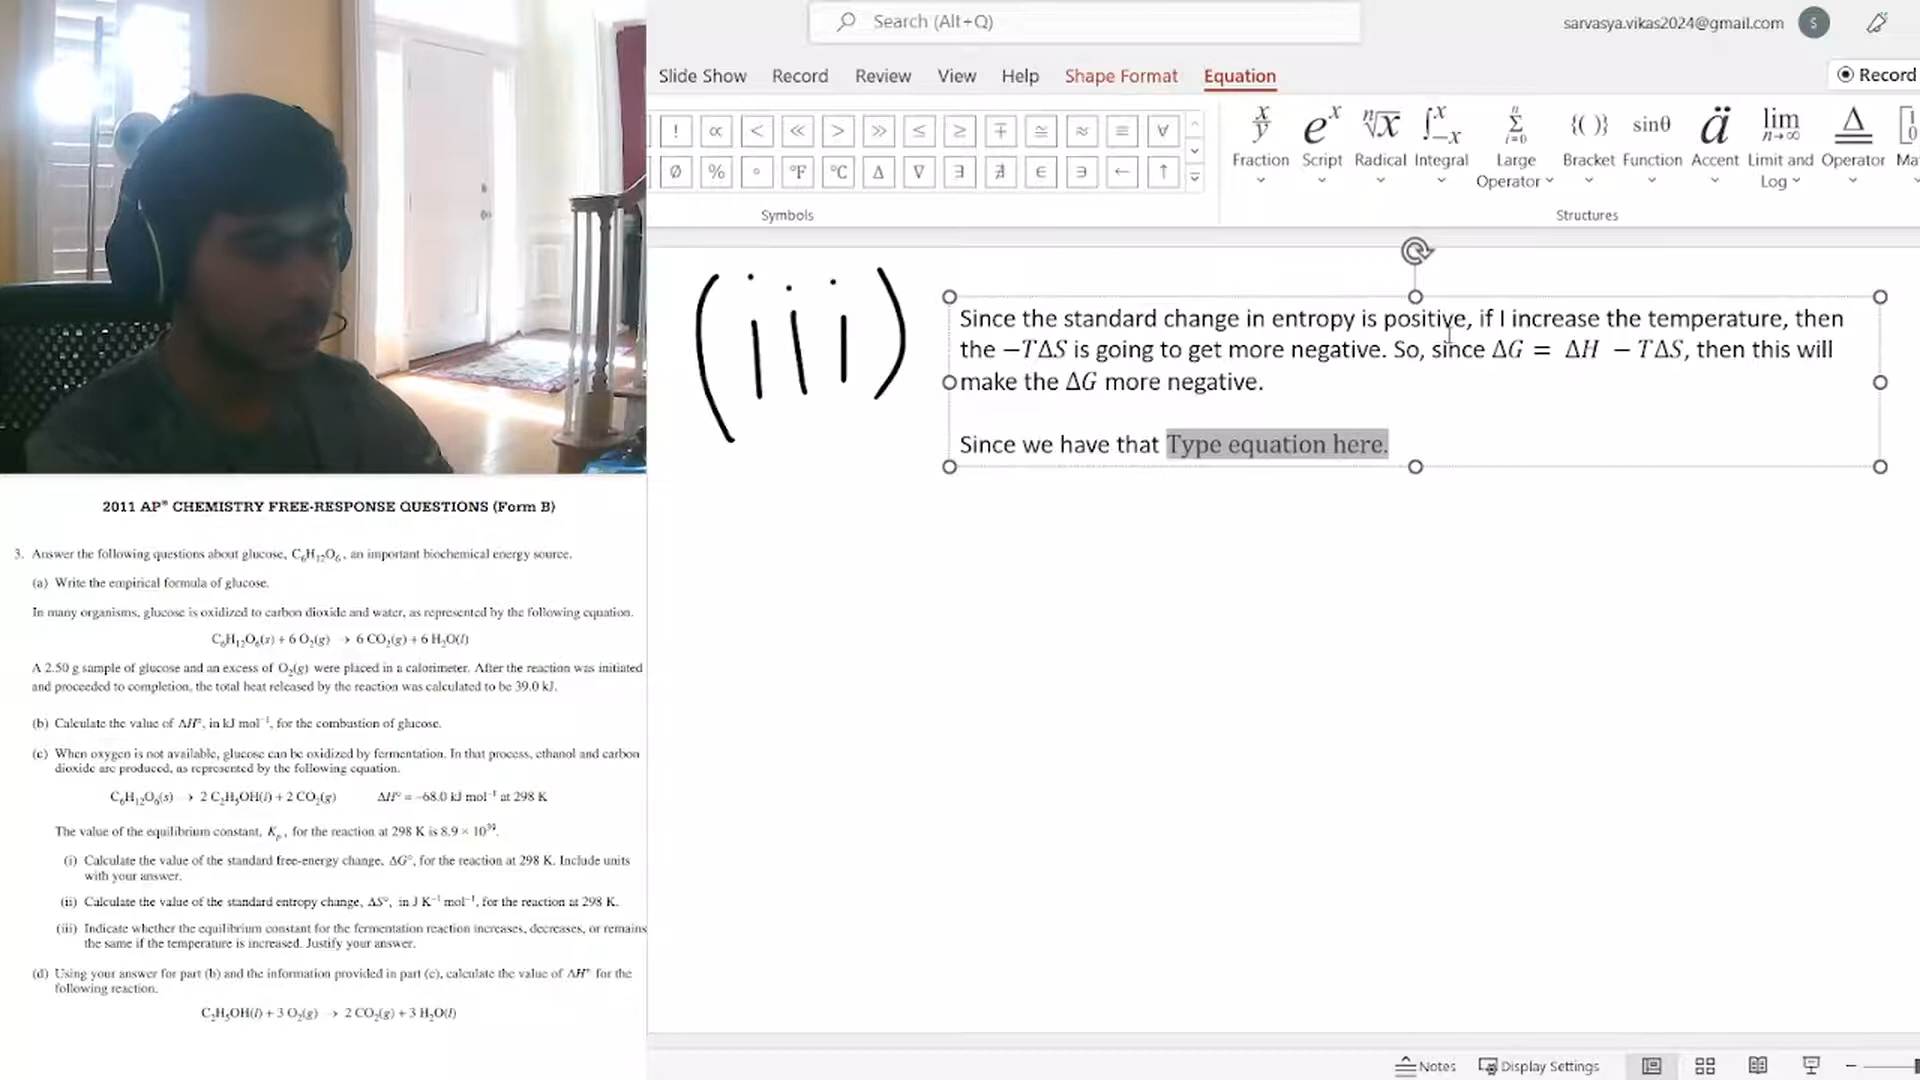 Search (Alt+Q)
sarvasya.vikas2024@gmail.com S
Slide Show Record Review View Help Shape Format Equation
Record
! ∝ < ≪ > ≫ ≤ ≥ ∓ ≅ ≈ ≡ ∀
∅ % ° °F °C Δ ∇ ∃ ∄ ∈ ∋ ← ↑
Symbols
Fraction Script Radical Integral Large Operator Bracket Function Accent Limit and Log Operator
Structures
(iii)
Since the standard change in entropy is positive, if I increase the temperature, then
the −TΔS is going to get more negative. So, since ΔG = ΔH − TΔS, then this will
make the ΔG more negative.
Since we have that Type equation here.
2011 AP® CHEMISTRY FREE-RESPONSE QUESTIONS (Form B)
3. Answer the following questions about glucose, C₆H₁₂O₆, an important biochemical energy source.
(a) Write the empirical formula of glucose.
In many organisms, glucose is oxidized to carbon dioxide and water, as represented by the following equation.
C₆H₁₂O₆(s) + 6 O₂(g) → 6 CO₂(g) + 6 H₂O(l)
A 2.50 g sample of glucose and an excess of O₂(g) were placed in a calorimeter. After the reaction was initiated
and proceeded to completion, the total heat released by the reaction was calculated to be 39.0 kJ.
(b) Calculate the value of ΔH°, in kJ mol⁻¹, for the combustion of glucose.
(c) When oxygen is not available, glucose can be oxidized by fermentation. In that process, ethanol and carbon
dioxide are produced, as represented by the following equation.
C₆H₁₂O₆(s) → 2 C₂H₅OH(l) + 2 CO₂(g) ΔH° = −68.0 kJ mol⁻¹ at 298 K
The value of the equilibrium constant, Kₚ, for the reaction at 298 K is 8.9 × 10³⁹.
(i) Calculate the value of the standard free-energy change, ΔG°, for the reaction at 298 K. Include units
with your answer.
(ii) Calculate the value of the standard entropy change, ΔS°, in J K⁻¹ mol⁻¹, for the reaction at 298 K.
(iii) Indicate whether the equilibrium constant for the fermentation reaction increases, decreases, or remains
the same if the temperature is increased. Justify your answer.
(d) Using your answer for part (b) and the information provided in part (c), calculate the value of ΔH° for the
following reaction.
C₂H₅OH(l) + 3 O₂(g) → 2 CO₂(g) + 3 H₂O(l)
Notes Display Settings